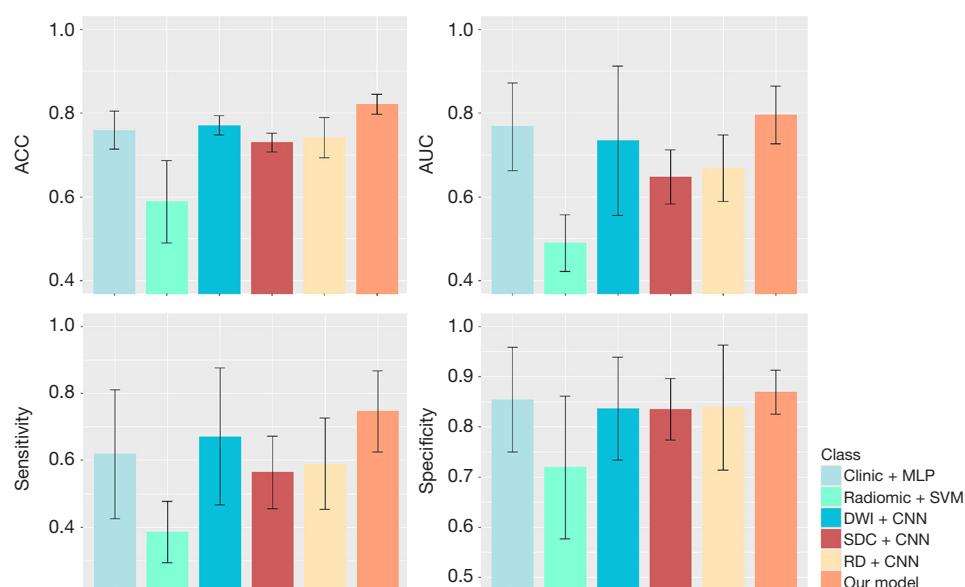 ACC
1.0
0.8
0.6
0.4
AUC
1.0
0.8
0.6
0.4
Sensitivity
1.0
0.8
0.6
0.4
Specificity
1.0
0.9
0.8
0.7
0.6
0.5
Class
Clinic + MLP
Radiomic + SVM
DWI + CNN
SDC + CNN
RD + CNN
Our model